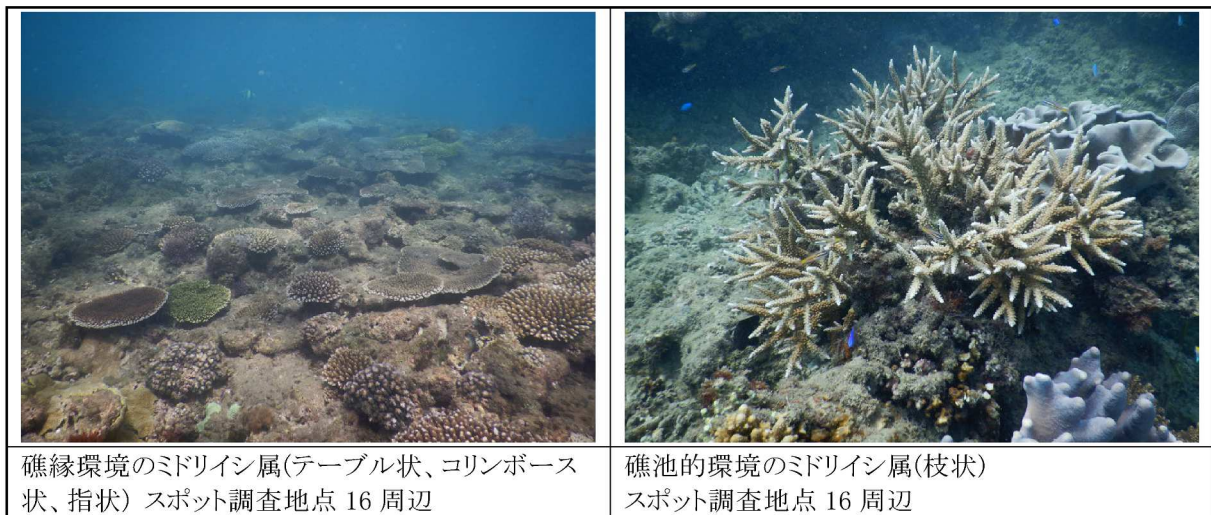 礁縁環境のミドリイシ属(テーブル状、コリンボース
状、指状) スポット調査地点 16 周辺
礁池的環境のミドリイシ属(枝状)
スポット調査地点 16 周辺